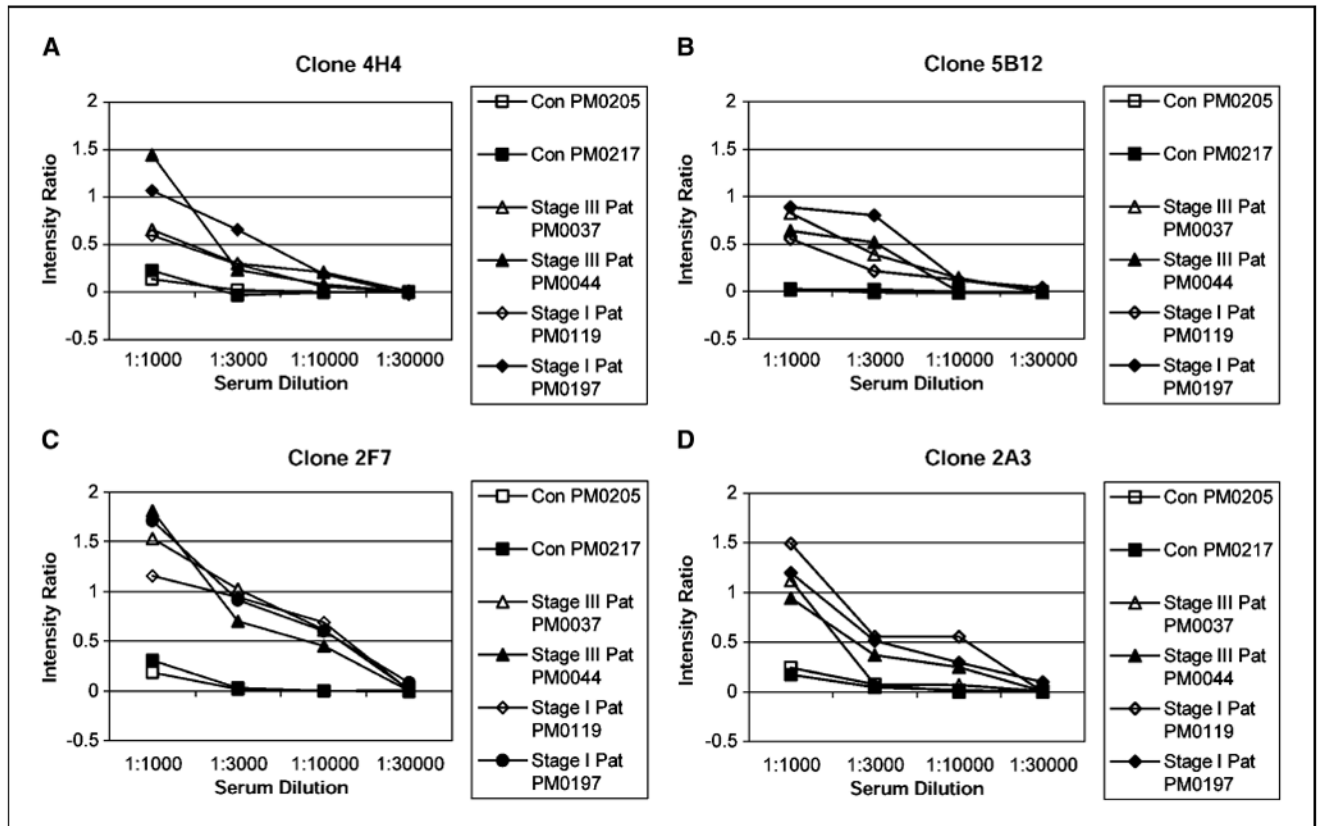 A
Clone 4H4
Intensity Ratio
2
1.5
1
0.5
0
-0.5
1:1000 1:3000 1:10000 1:30000
Serum Dilution
Con PM0205
Con PM0217
Stage III Pat
PM0037
Stage III Pat
PM0044
Stage I Pat
PM0119
Stage I Pat
PM0197
B
Clone 5B12
Intensity Ratio
2
1.5
1
0.5
0
-0.5
1:1000 1:3000 1:10000 1:30000
Serum Dilution
Con PM0205
Con PM0217
Stage III Pat
PM0037
Stage III Pat
PM0044
Stage I Pat
PM0119
Stage I Pat
PM0197
C
Clone 2F7
Intensity Ratio
2
1.5
1
0.5
0
-0.5
1:1000 1:3000 1:10000 1:30000
Serum Dilution
Con PM0205
Con PM0217
Stage III Pat
PM0037
Stage III Pat
PM0044
Stage I Pat
PM0119
Stage I Pat
PM0197
D
Clone 2A3
Intensity Ratio
2
1.5
1
0.5
0
-0.5
1:1000 1:3000 1:10000 1:30000
Serum Dilution
Con PM0205
Con PM0217
Stage III Pat
PM0037
Stage III Pat
PM0044
Stage I Pat
PM0119
Stage I Pat
PM0197